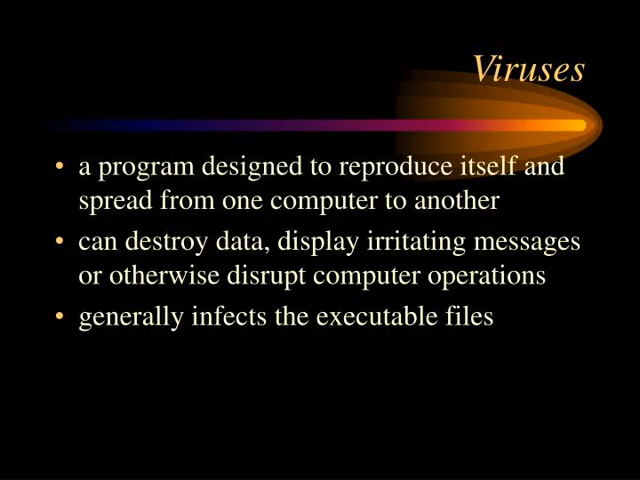 Viruses
• a program designed to reproduce itself and
spread from one computer to another
• can destroy data, display irritating messages
or otherwise disrupt computer operations
• generally infects the executable files